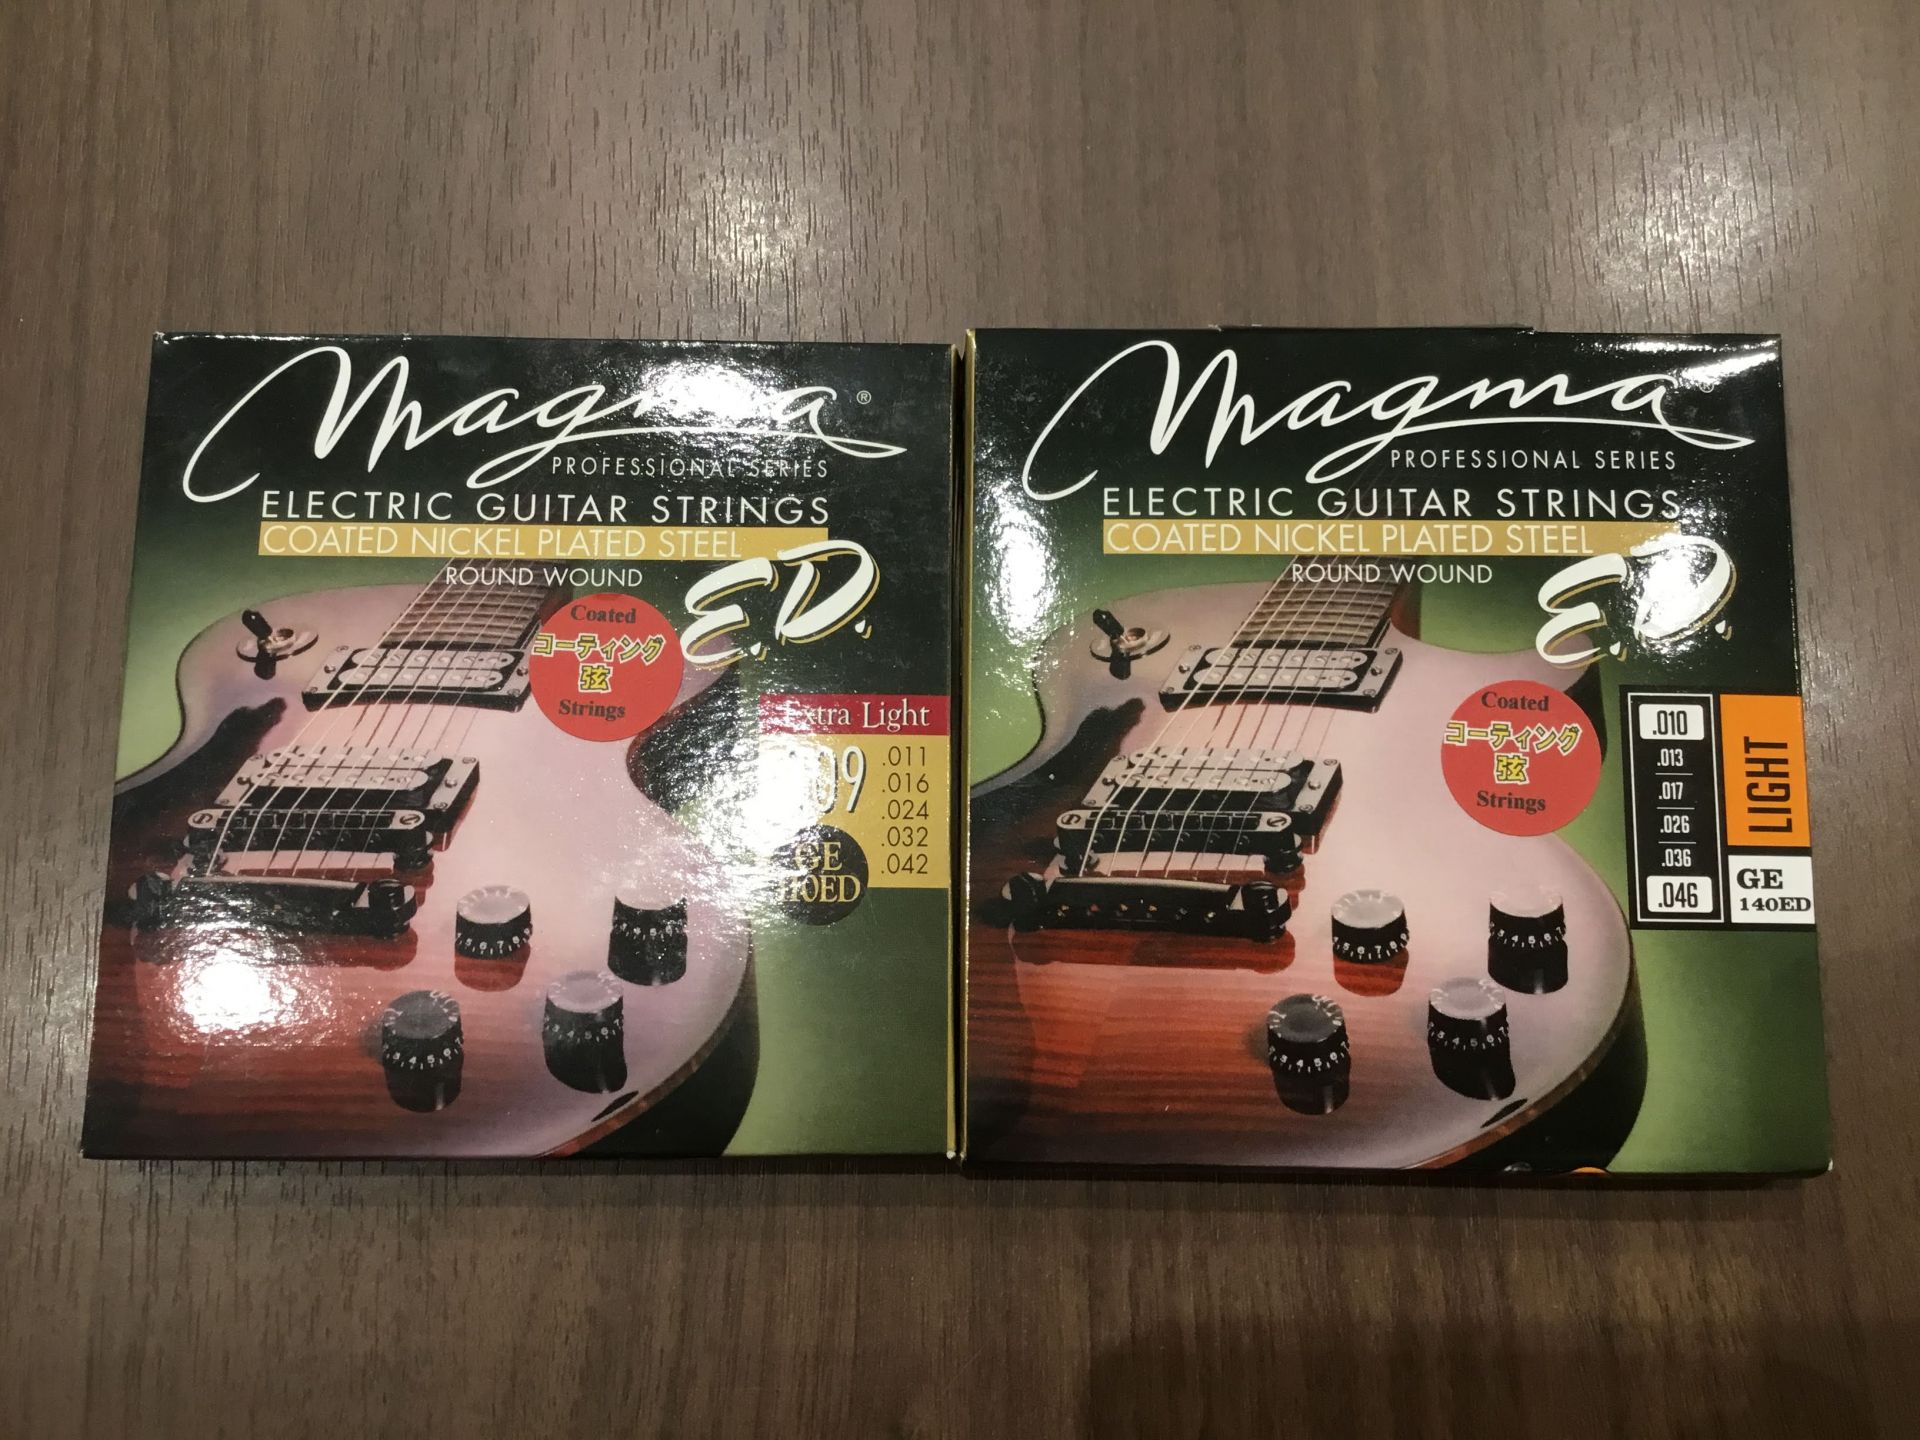 Magma®
PROFESSIONAL SERIES
ELECTRIC GUITAR STRINGS
COATED NICKEL PLATED STEEL
ROUND WOUND
E.D.
Coated
コーティング
弦
Strings
Extra Light
.011
.016
.024
.032
.042
GE
Magma
PROFESSIONAL SERIES
ELECTRIC GUITAR STRINGS
COATED NICKEL PLATED STEEL
ROUND WOUND
E.D.
Coated
コーティング
弦
Strings
.010
.013
.017
.026
.036
.046
LIGHT
GE
140ED